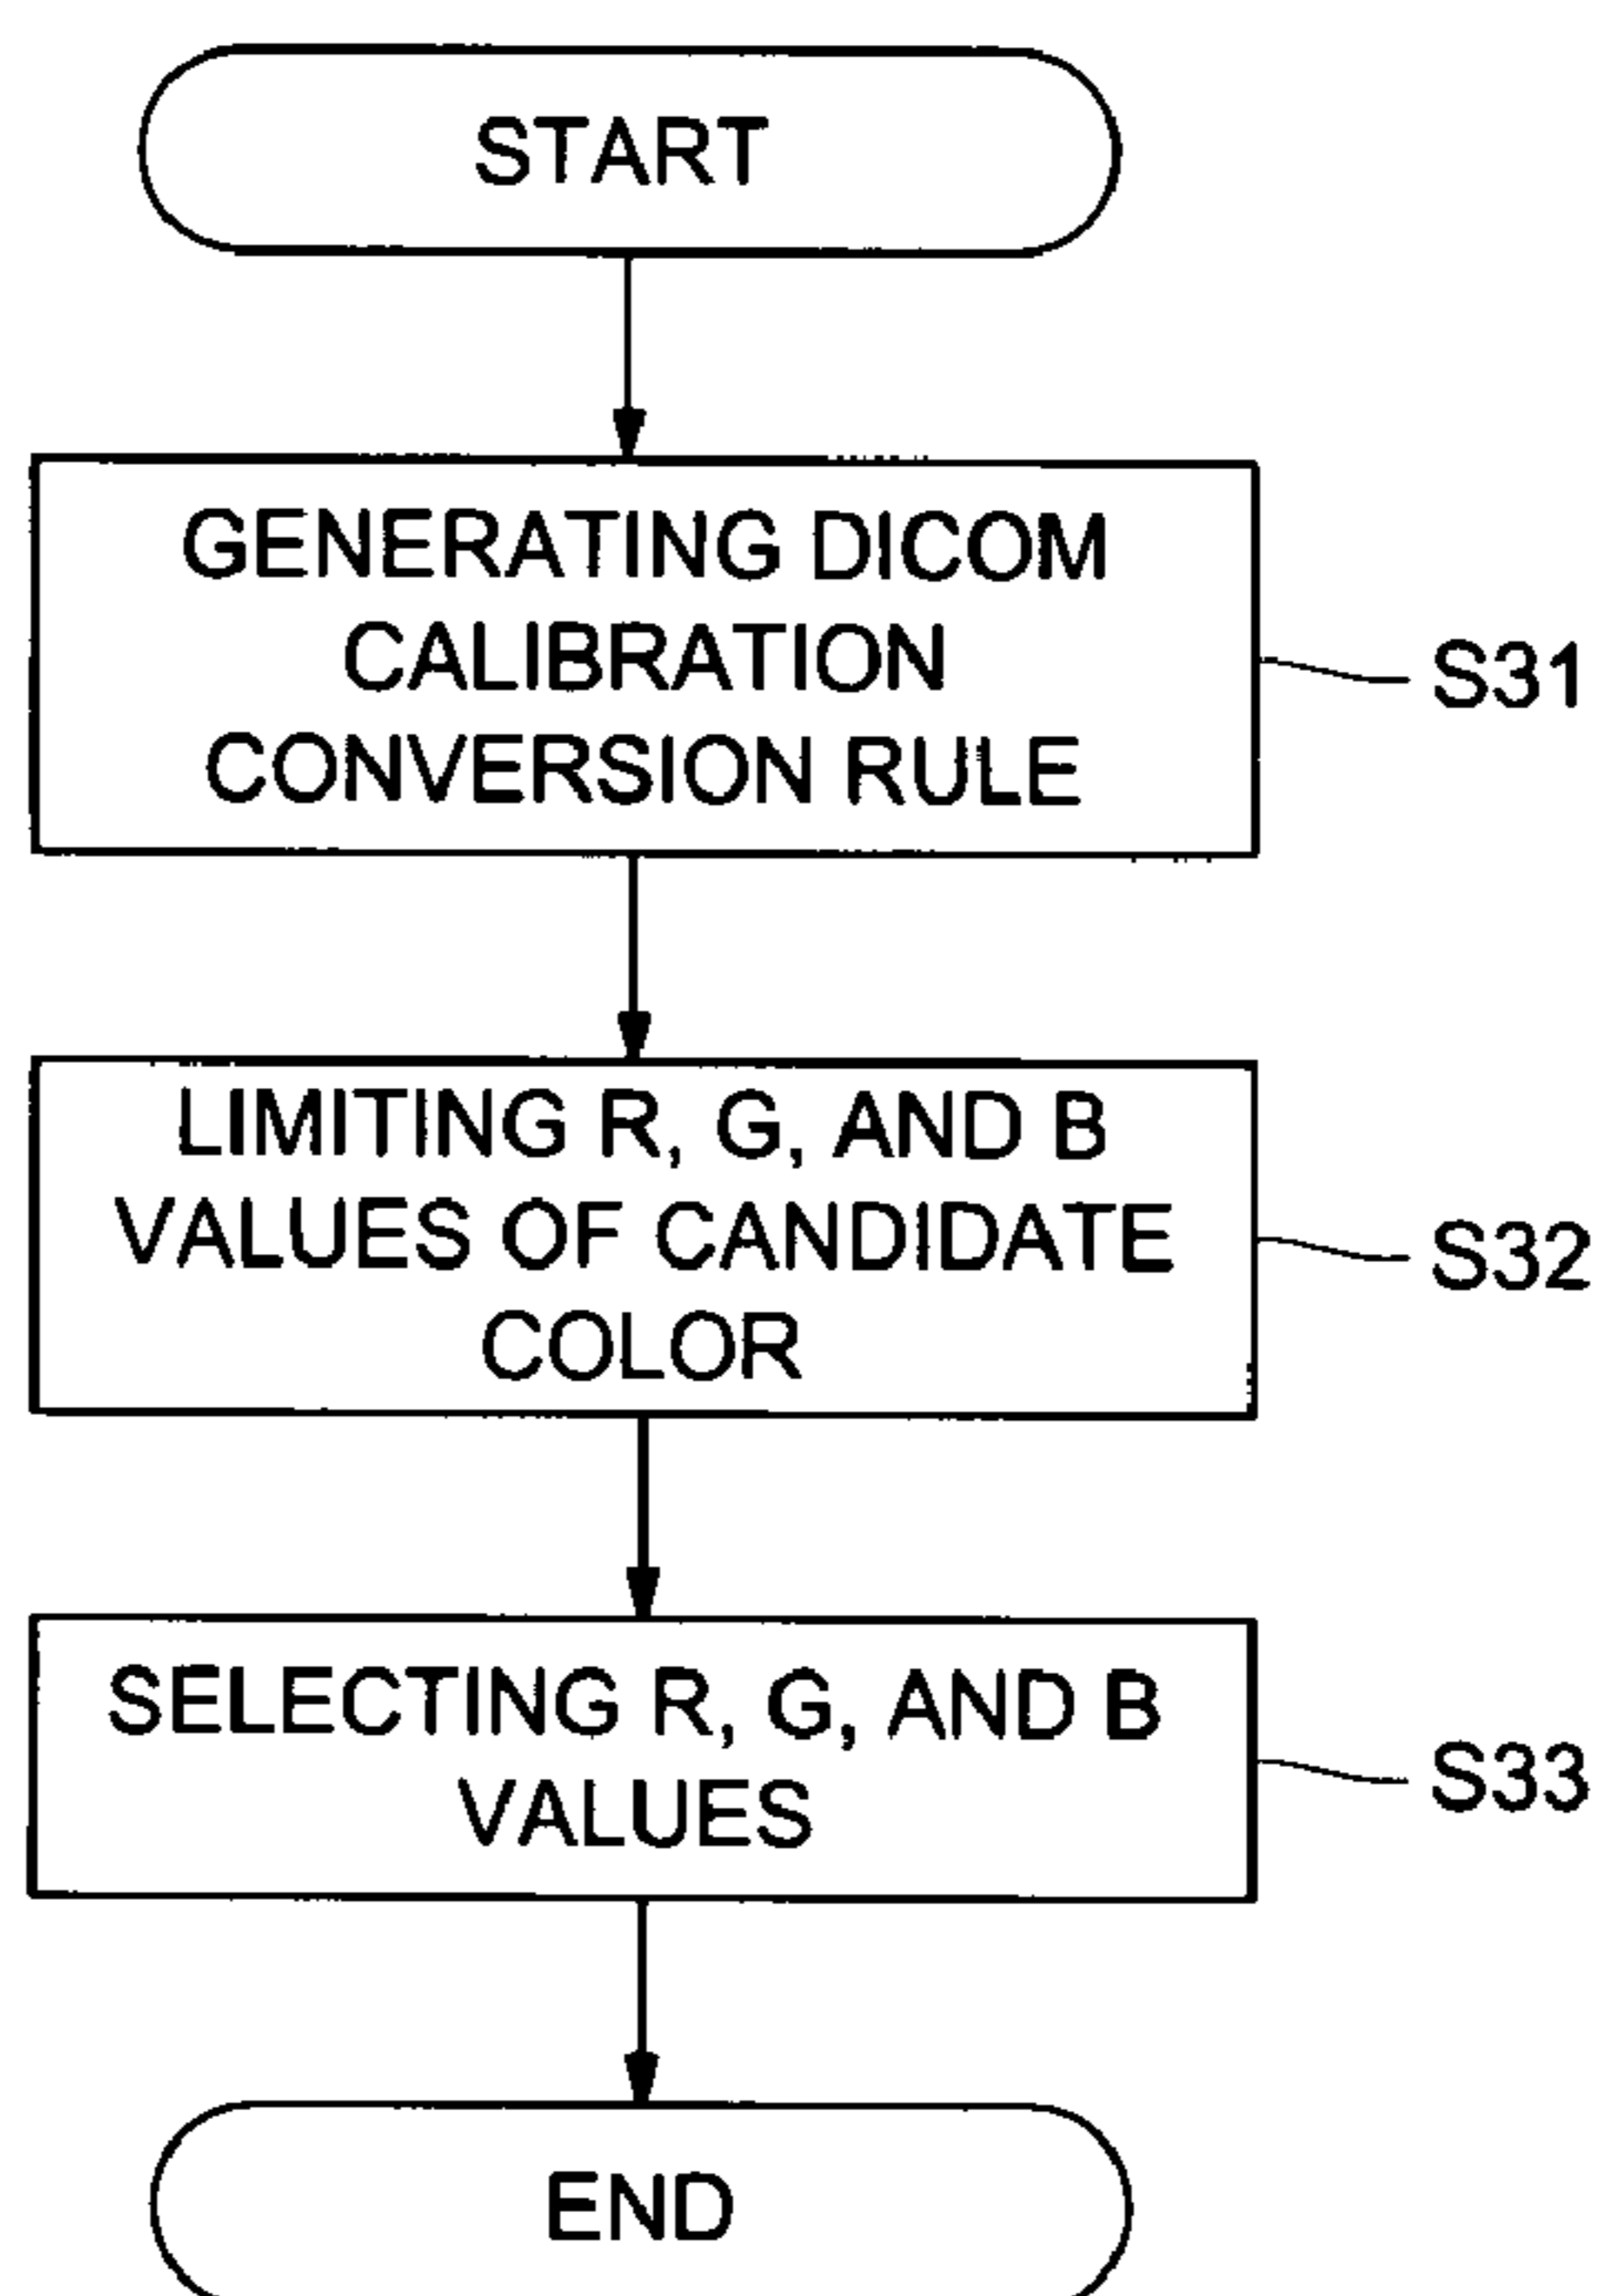 START
GENERATING DICOM
CALIBRATION
CONVERSION RULE
S31
LIMITING R, G, AND B
VALUES OF CANDIDATE
COLOR
S32
SELECTING R, G, AND B
VALUES
S33
END